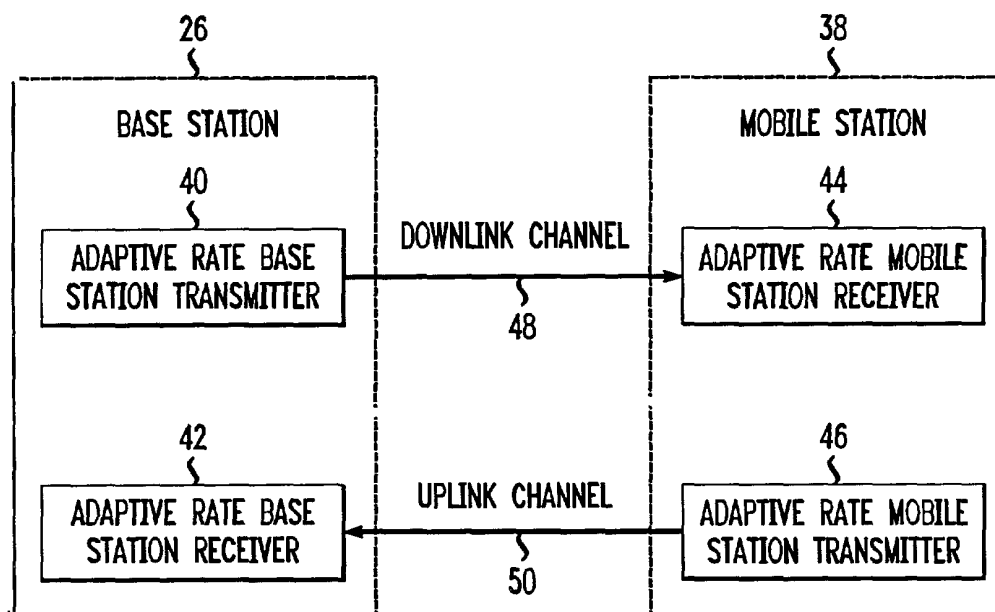 26
38
BASE STATION
MOBILE STATION
40
44
ADAPTIVE RATE BASE
STATION TRANSMITTER
DOWNLINK CHANNEL
48
ADAPTIVE RATE MOBILE
STATION RECEIVER
42
46
ADAPTIVE RATE BASE
STATION RECEIVER
UPLINK CHANNEL
50
ADAPTIVE RATE MOBILE
STATION TRANSMITTER